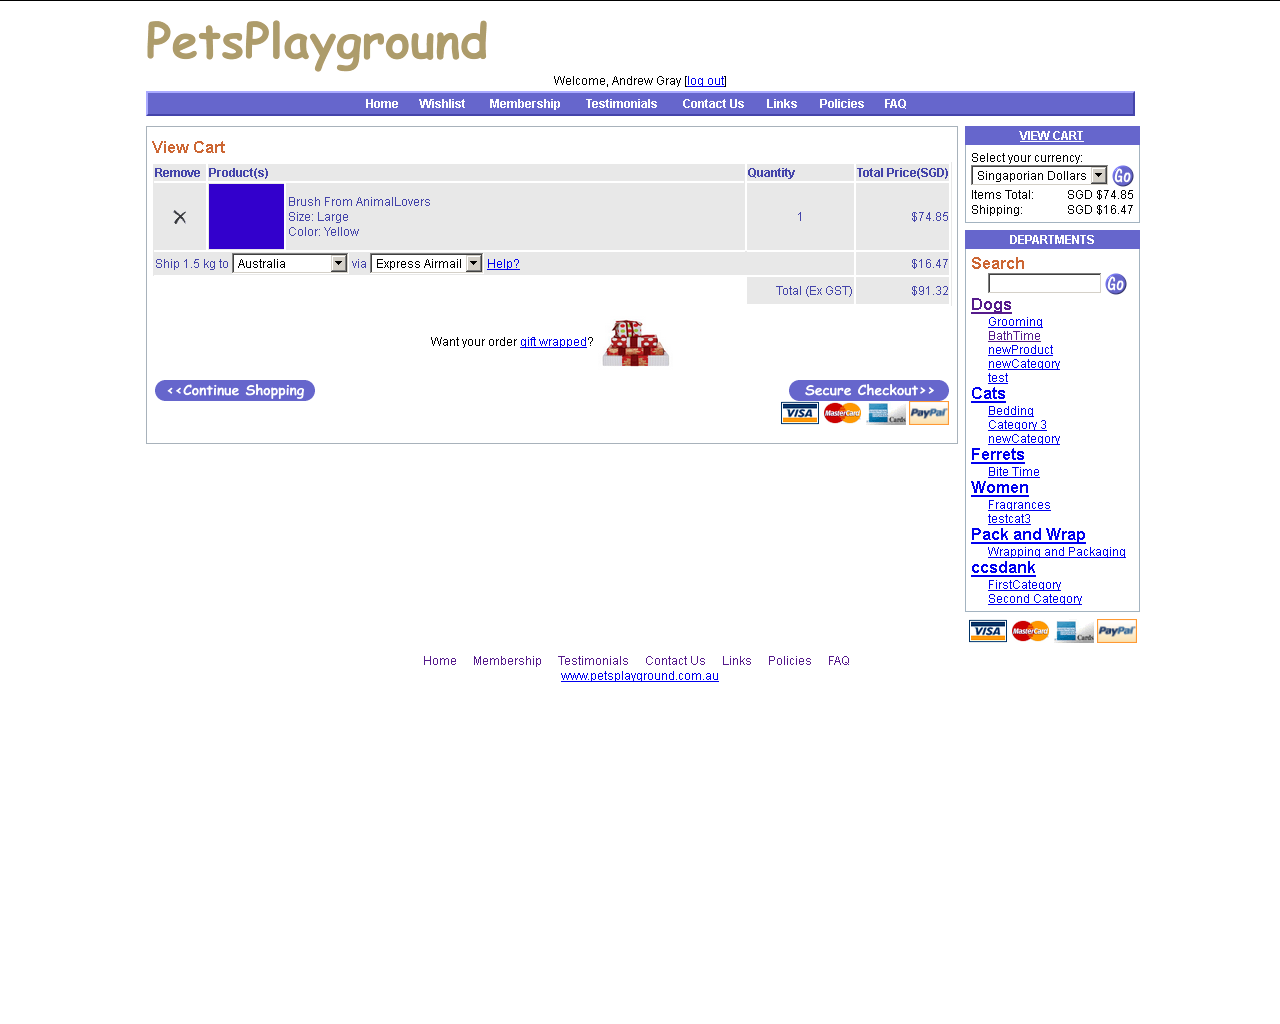 PetsPlayground
Welcome, Andrew Gray [log out]
Home Wishlist Membership Testimonials Contact Us Links Policies FAQ
View Cart
Remove Product(s) Quantity Total Price(SGD)
Brush From AnimalLovers
Size: Large
Color: Yellow
1 $74.85
Ship 1.5 kg to Australia via Express Airmail Help? $16.47
Total (Ex GST) $91.32
Want your order gift wrapped?
<<Continue Shopping Secure Checkout>>
VISA MasterCard Cards PayPal
VIEW CART
Select your currency:
Singaporian Dollars Go
Items Total: SGD $74.85
Shipping: SGD $16.47
DEPARTMENTS
Search
Go
Dogs
Grooming
BathTime
newProduct
newCategory
test
Cats
Bedding
Category 3
newCategory
Ferrets
Bite Time
Women
Fragrances
testcat3
Pack and Wrap
Wrapping and Packaging
ccsdank
FirstCategory
Second Category
VISA MasterCard Cards PayPal
Home Membership Testimonials Contact Us Links Policies FAQ
www.petsplayground.com.au